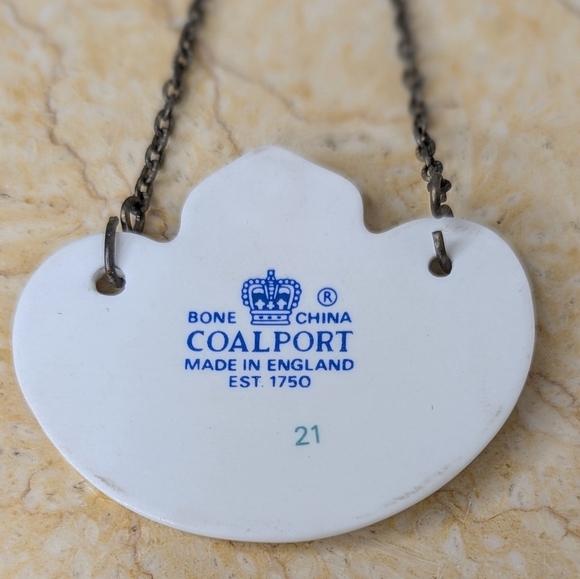 ®
BONE CHINA
COALPORT
MADE IN ENGLAND
EST. 1750
21